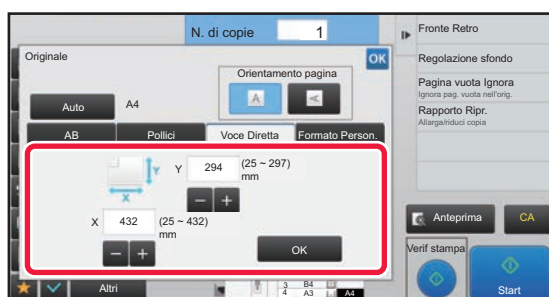 N. di copie
1
Fronte Retro
Originale
OK
Regolazione sfondo
Orientamento pagina
Pagina vuota Ignora
Ignora pag. vuota nell'orig.
A
A
Auto
A4
Rapporto Ripr.
Allarga/riduci copia
AB
Pollici
Voce Diretta
Formato Person.
Y
Y
294
(25 ~ 297)
mm
X
X
432
(25 ~ 432)
mm
OK
Anteprima
CA
Verif stampa
Start
Altri
3 B4
4 A3
A4